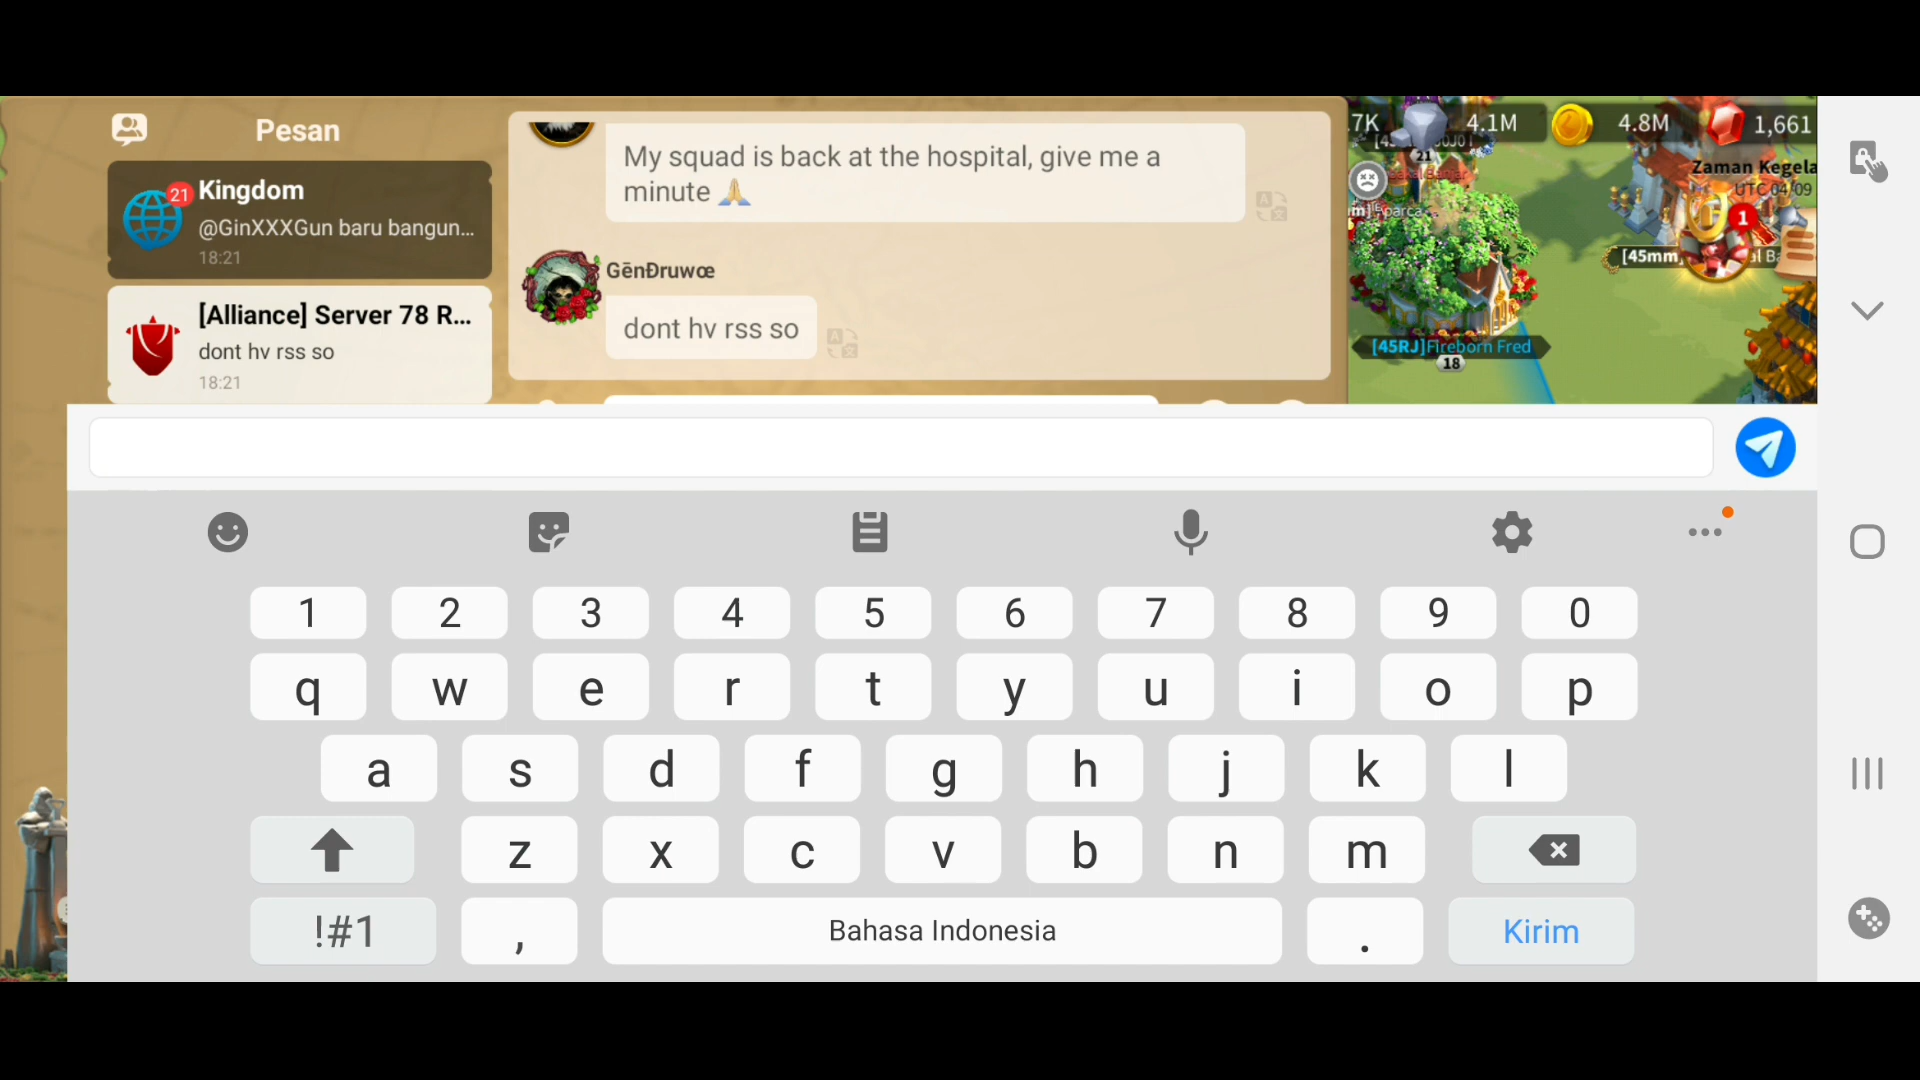 Pesan
21
Kingdom
@GinXXXGun baru bangun...
18:21
[Alliance] Server 78 R...
dont hv rss so
18:21
My squad is back at the hospital, give me a
minute 🙏
GēnÐruwœ
dont hv rss so
.7K
4.1M
4.8M
1,661
21
Zaman Kegela
UTC 04/09
1
[45mm
[45RJ]Fireborn Fred
18
1 2 3 4 5 6 7 8 9 0
q w e r t y u i o p
a s d f g h j k l
z x c v b n m
!#1 , Bahasa Indonesia . Kirim